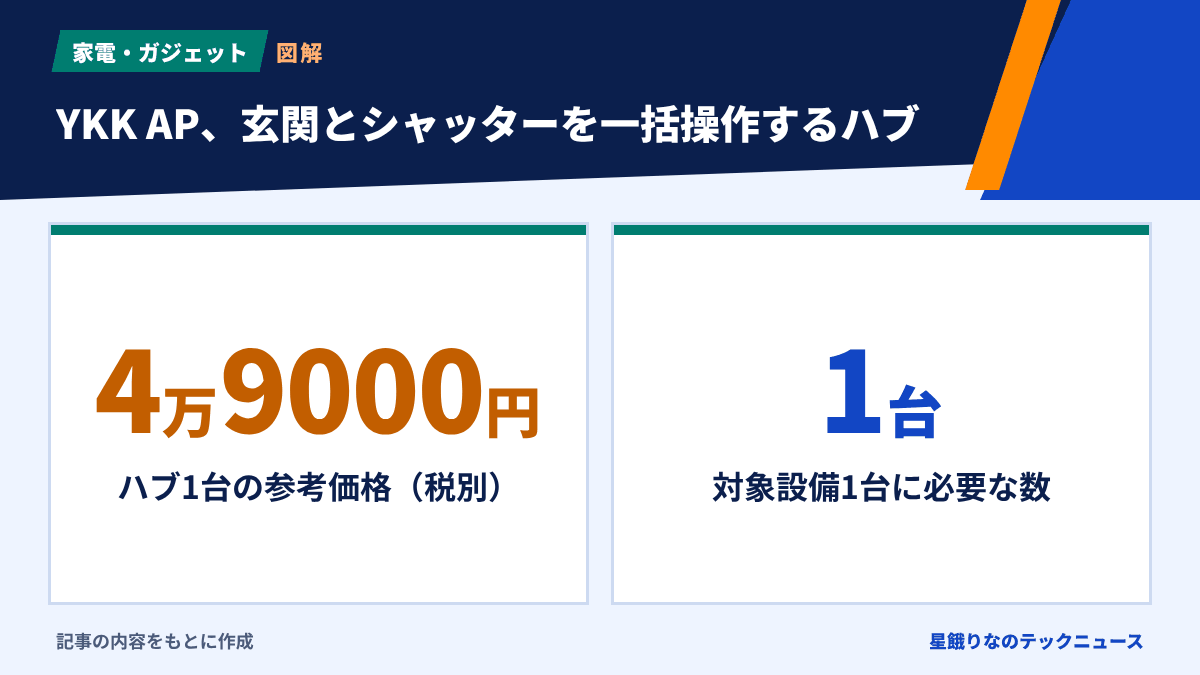 家電・ガジェット 図解
YKK AP、玄関とシャッターを一括操作するハブ
4万9000円
ハブ1台の参考価格（税別）
1台
対象設備1台に必要な数
記事の内容をもとに作成
星餓りなのテックニュース